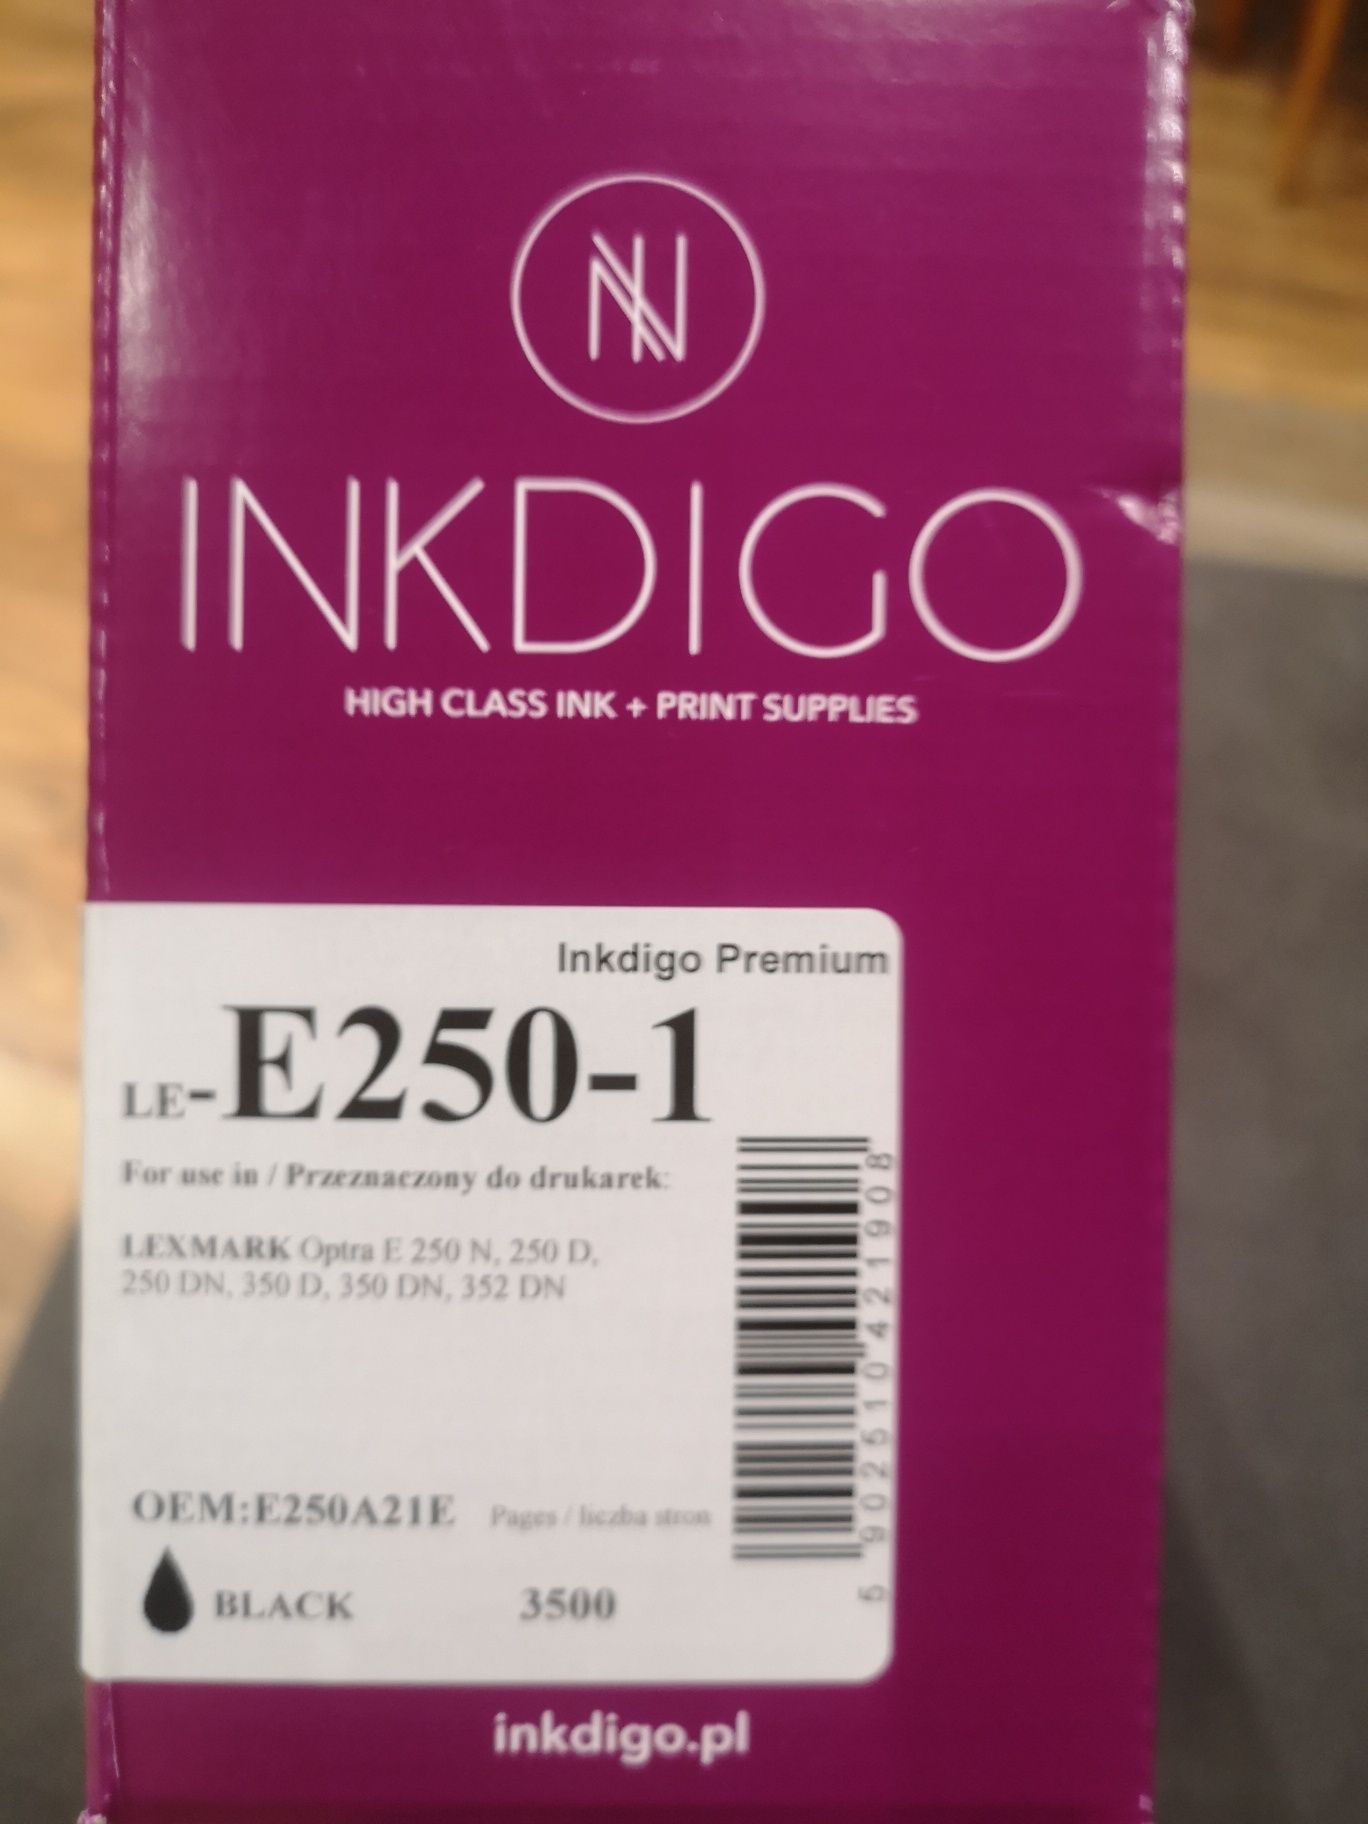 INKDIGO
HIGH CLASS INK + PRINT SUPPLIES
Inkdigo Premium
LE-E250-1
For use in / Przeznaczony do drukarek:
LEXMARK Optra E 250 N, 250 D,
250 DN, 350 D, 350 DN, 352 DN
5902510421908
OEM:E250A21E Pages / liczba stron
BLACK 3500
inkdigo.pl